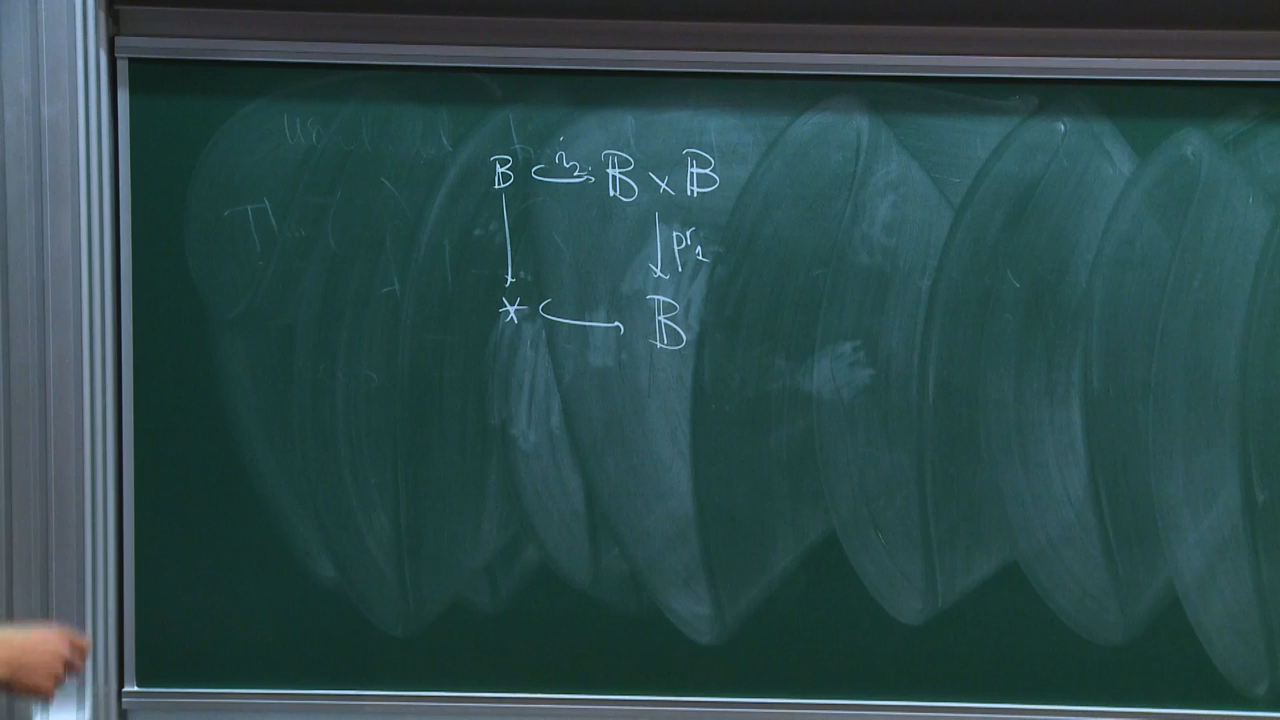 B ↪ i₂ 𝔹 × 𝔹
↓ ↓ pr₁
* ↪ 𝔹